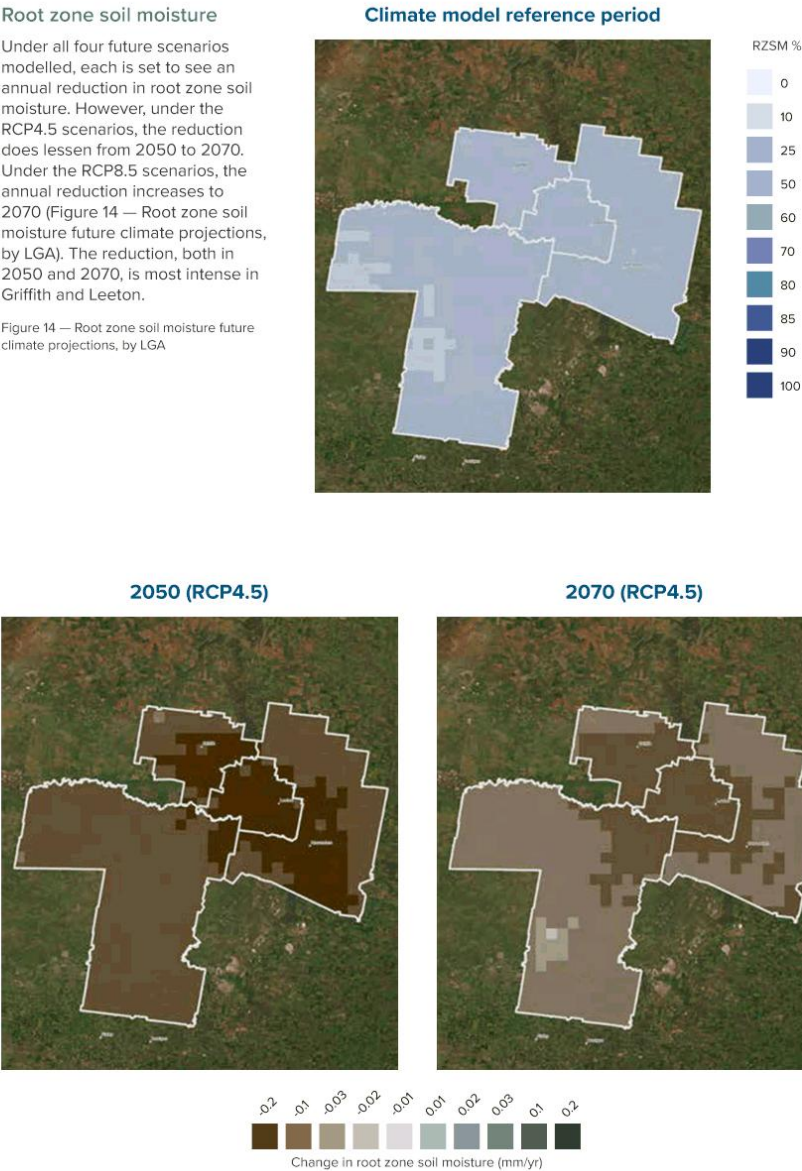 Root zone soil moisture
Under all four future scenarios
modelled, each is set to see an
annual reduction in root zone soil
moisture. However, under the
RCP4.5 scenarios, the reduction
does lessen from 2050 to 2070.
Under the RCP8.5 scenarios, the
annual reduction increases to
2070 (Figure 14 — Root zone soil
moisture future climate projections,
by LGA). The reduction, both in
2050 and 2070, is most intense in
Griffith and Leeton.
Figure 14 — Root zone soil moisture future
climate projections, by LGA
Climate model reference period
RZSM %
0
10
25
50
60
70
80
85
90
100
2050 (RCP4.5)
2070 (RCP4.5)
-0.2
-0.1
-0.03
-0.02
-0.01
0.01
0.02
0.03
0.1
0.2
Change in root zone soil moisture (mm/yr)